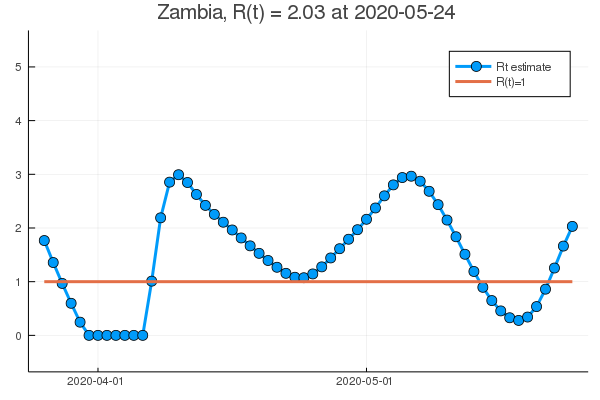 Zambia, R(t) = 2.03 at 2020-05-24
5
4
3
2
1
0
Rt estimate
R(t)=1
2020-04-01
2020-05-01